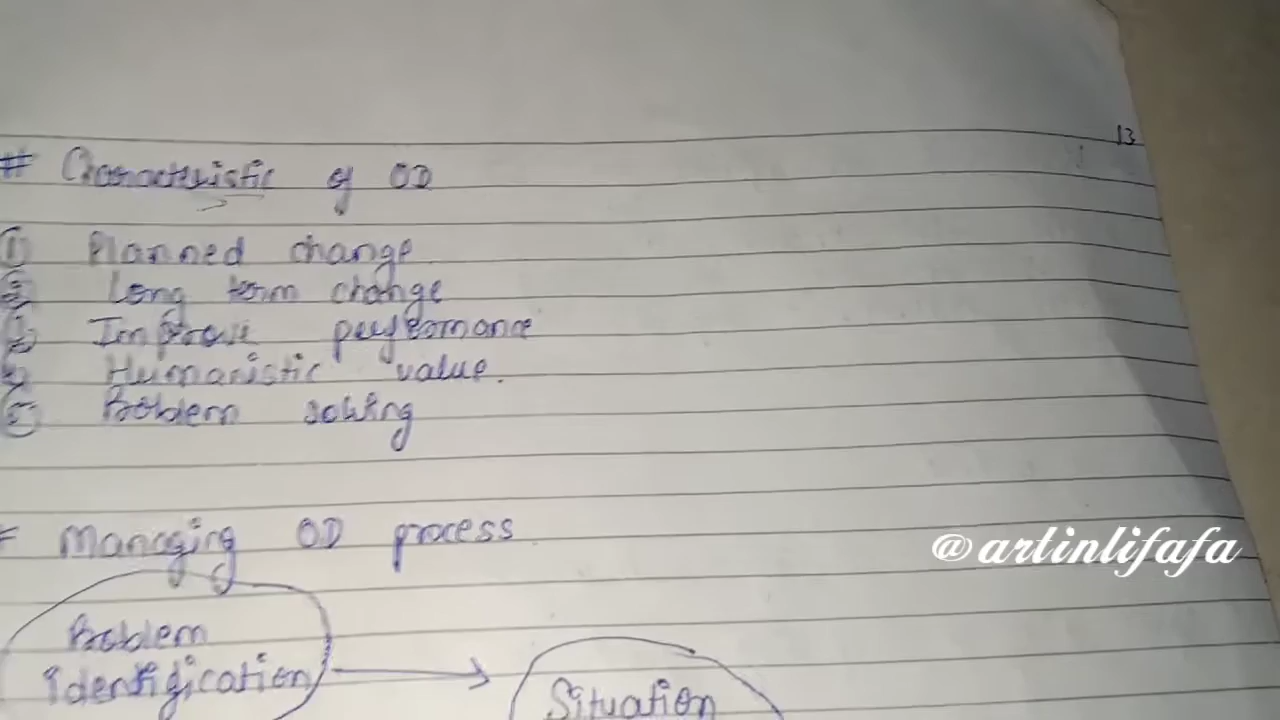 13
# Characteristic of OD
① Planned change
② Long term change
③ Improve performance
④ Humanistic value.
⑤ Problem solving
# Managing OD process
@artinlifafa
Problem
identification
Situation